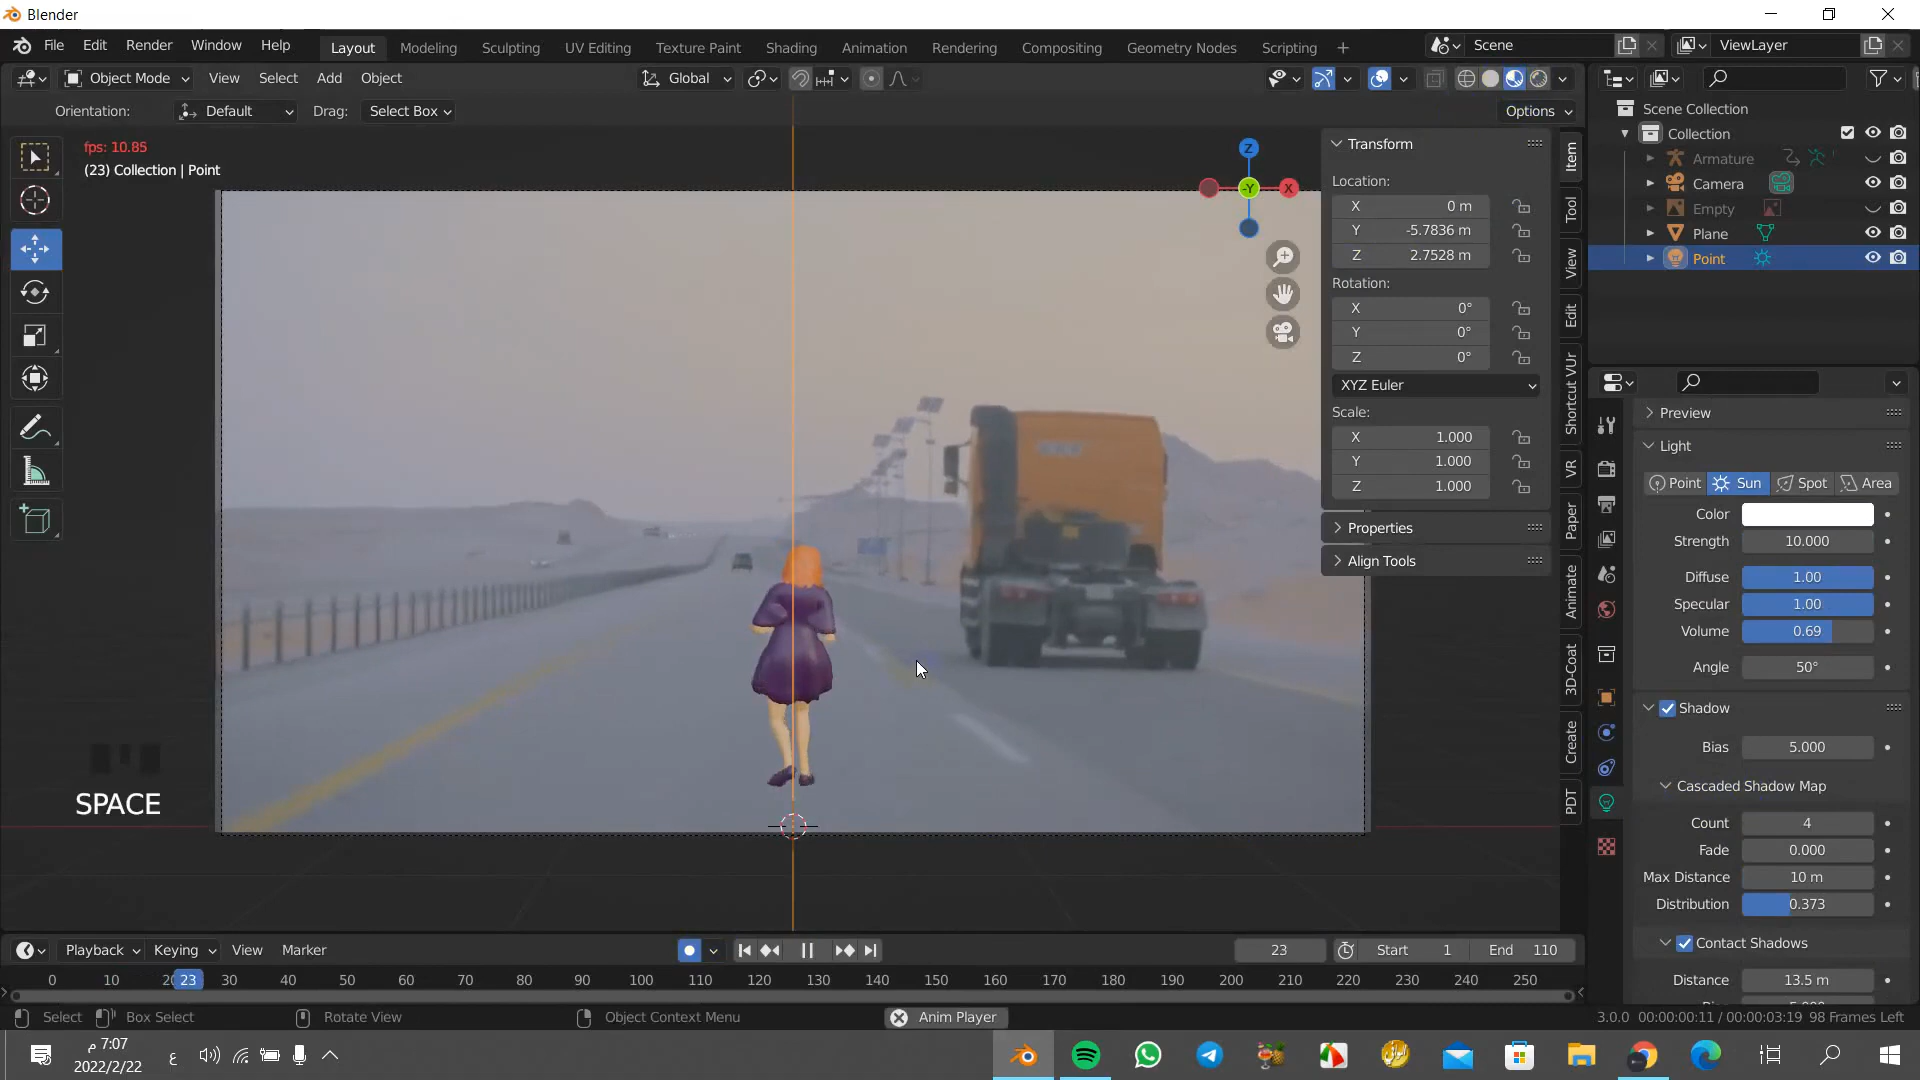 Blender
File Edit Render Window Help
Layout Modeling Sculpting UV Editing Texture Paint Shading Animation Rendering Compositing Geometry Nodes Scripting
Scene ViewLayer
Object Mode View Select Add Object Global
Orientation: Default Drag: Select Box Options
fps: 10.85
(23) Collection | Point
Z
-Y X
SPACE
Transform
Location:
X 0 m
Y -5.7836 m
Z 2.7528 m
Rotation:
X 0°
Y 0°
Z 0°
XYZ Euler
Scale:
X 1.000
Y 1.000
Z 1.000
Properties
Align Tools
Item
Tool
View
Edit
Shortcut VUr
VR
Paper
Animate
3D-Coat
Create
PDT
Scene Collection
Collection
Armature
Camera
Empty
Plane
Point
Preview
Light
Point Sun Spot Area
Color
Strength 10.000
Diffuse 1.00
Specular 1.00
Volume 0.69
Angle 50°
Shadow
Bias 5.000
Cascaded Shadow Map
Count 4
Fade 0.000
Max Distance 10 m
Distribution 0.373
Contact Shadows
Distance 13.5 m
Playback Keying View Marker 23 Start 1 End 110
0 10 20 23 30 40 50 60 70 80 90 100 110 120 130 140 150 160 170 180 190 200 210 220 230 240 250
Select Box Select Rotate View Object Context Menu Anim Player 3.0.0 00:00:00:11 / 00:00:03:19 98 Frames Left
7:07 م
2022/2/22
ع